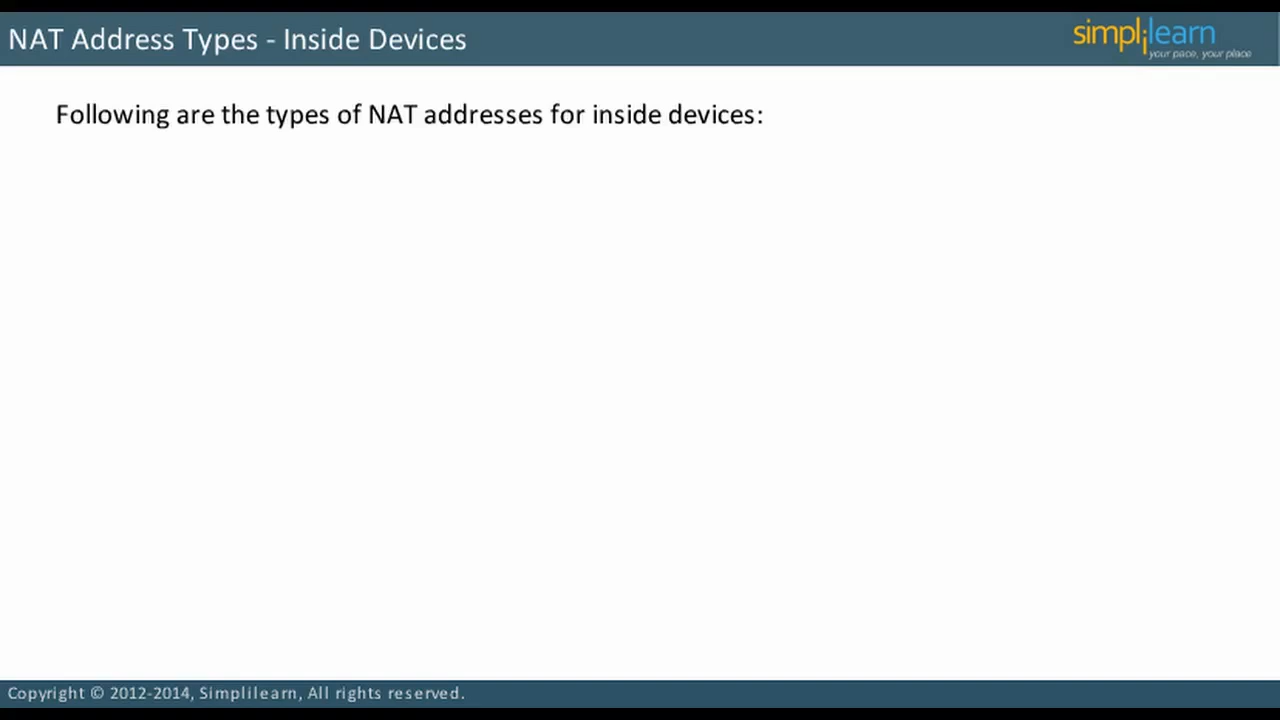 NAT Address Types - Inside Devices
simplilearn
your pace, your place
Following are the types of NAT addresses for inside devices:
Copyright © 2012-2014, Simplilearn, All rights reserved.